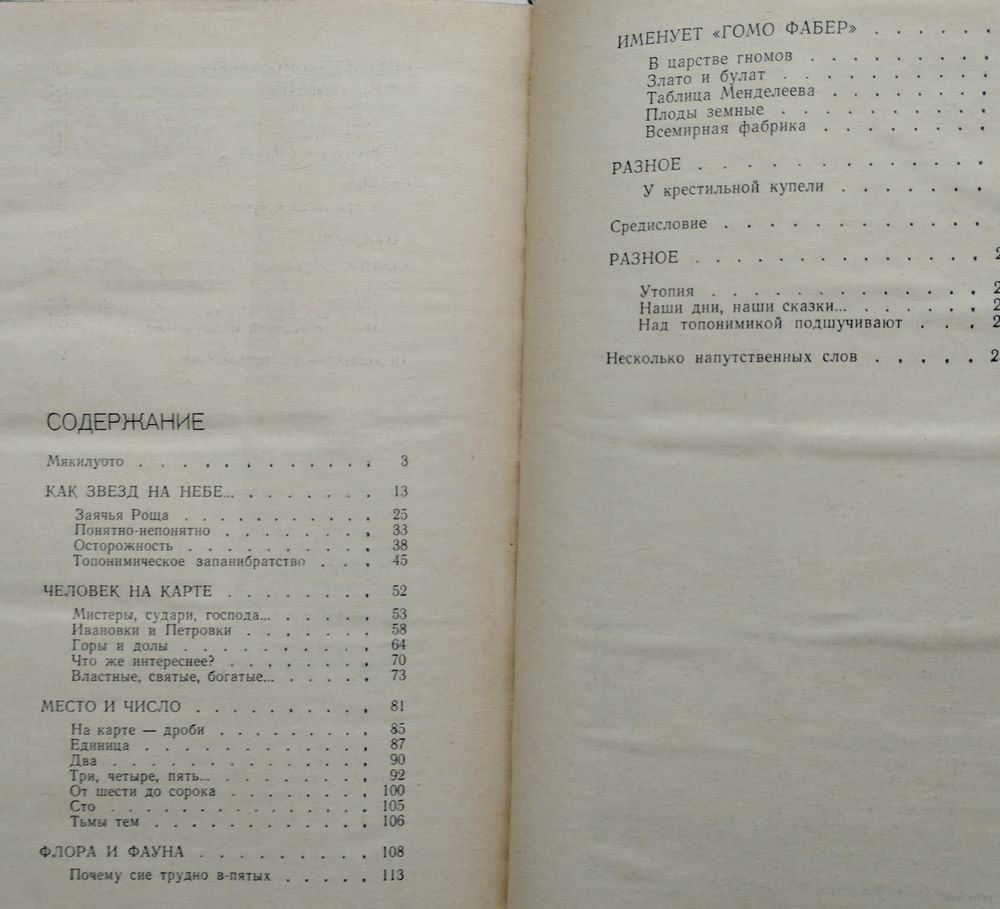 СОДЕРЖАНИЕ
Мякилуото . . . . . . . . . . . . 3
КАК ЗВЕЗД НА НЕБЕ... . . . . . . . 13
Заячья Роща . . . . . . . . . . . 25
Понятно-непонятно . . . . . . . . 33
Осторожность . . . . . . . . . . 38
Топонимическое запанибратство . . . 45
ЧЕЛОВЕК НА КАРТЕ . . . . . . . . 52
Мистеры, судари, господа... . . . . . 53
Ивановки и Петровки . . . . . . . 58
Горы и долы . . . . . . . . . . . 64
Что же интереснее? . . . . . . . . 70
Властные, святые, богатые... . . . . . 73
МЕСТО И ЧИСЛО . . . . . . . . . . 81
На карте — дроби . . . . . . . . . 85
Единица . . . . . . . . . . . . . 87
Два . . . . . . . . . . . . . . . 90
Три, четыре, пять... . . . . . . . . 92
От шести до сорока . . . . . . . . 100
Сто . . . . . . . . . . . . . . . 105
Тьмы тем . . . . . . . . . . . . 106
ФЛОРА И ФАУНА . . . . . . . . . . 108
Почему сие трудно в-пятых . . . . . 113
ИМЕНУЕТ «ГОМО ФАБЕР» . . . . . .
В царстве гномов . . . . . . . . .
Злато и булат . . . . . . . . . .
Таблица Менделеева . . . . . . . .
Плоды земные . . . . . . . . . .
Всемирная фабрика . . . . . . . .
РАЗНОЕ . . . . . . . . . . . . .
У крестильной купели . . . . . . .
Средисловие . . . . . . . . . . .
РАЗНОЕ . . . . . . . . . . . . . 2
Утопия . . . . . . . . . . . . . 2
Наши дни, наши сказки... . . . . . . 2
Над топонимикой подшучивают . . . . 2
Несколько напутственных слов . . . . . 2